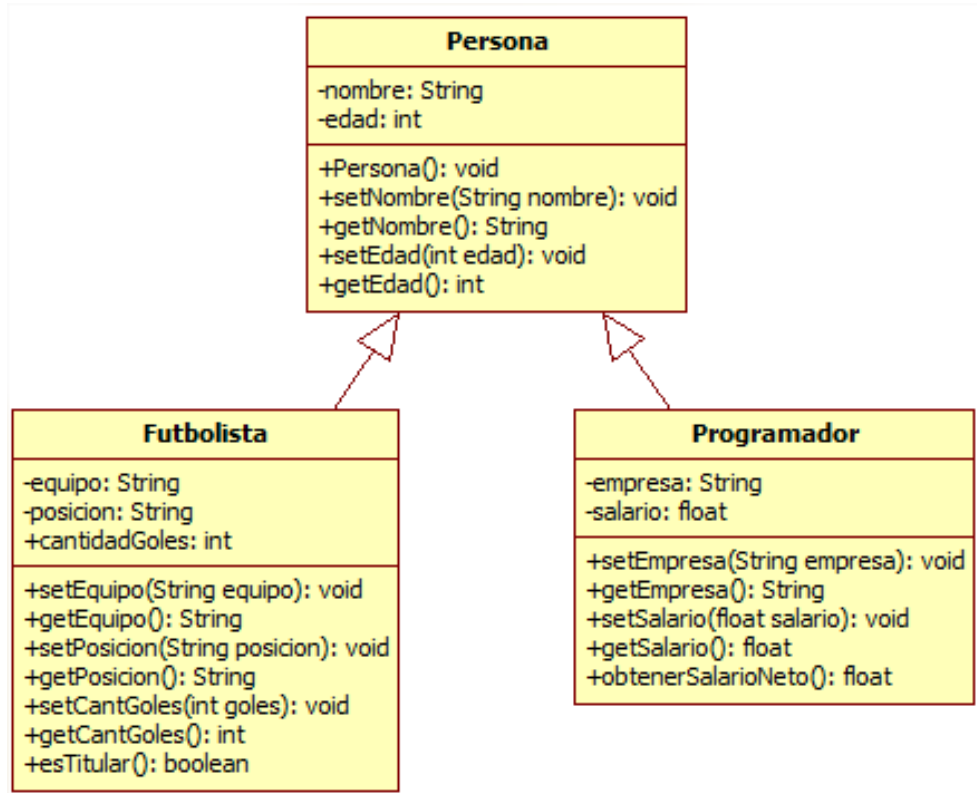 Persona
-nombre: String
-edad: int
+Persona(): void
+setNombre(String nombre): void
+getNombre(): String
+setEdad(int edad): void
+getEdad(): int
Futbolista
-equipo: String
-posicion: String
+cantidadGoles: int
+setEquipo(String equipo): void
+getEquipo(): String
+setPosicion(String posicion): void
+getPosicion(): String
+setCantGoles(int goles): void
+getCantGoles(): int
+esTitular(): boolean
Programador
-empresa: String
-salario: float
+setEmpresa(String empresa): void
+getEmpresa(): String
+setSalario(float salario): void
+getSalario(): float
+obtenerSalarioNeto(): float